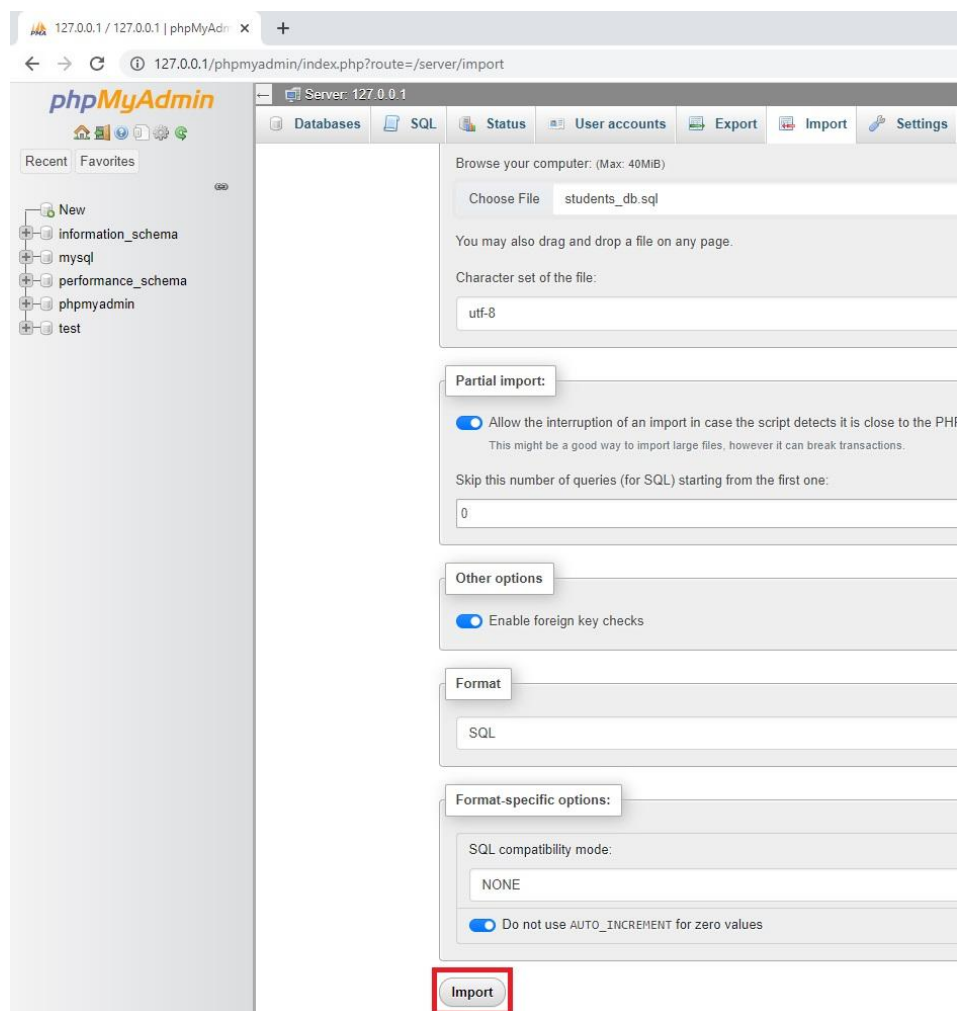 127.0.0.1 / 127.0.0.1 | phpMyAdm
127.0.0.1/phpmyadmin/index.php?route=/server/import
phpMyAdmin
Recent Favorites
New
information_schema
mysql
performance_schema
phpmyadmin
test
Server: 127.0.0.1
Databases SQL Status User accounts Export Import Settings
Browse your computer: (Max: 40MiB)
Choose File students_db.sql
You may also drag and drop a file on any page.
Character set of the file:
utf-8
Partial import:
Allow the interruption of an import in case the script detects it is close to the PHP
This might be a good way to import large files, however it can break transactions.
Skip this number of queries (for SQL) starting from the first one:
0
Other options
Enable foreign key checks
Format
SQL
Format-specific options:
SQL compatibility mode:
NONE
Do not use AUTO_INCREMENT for zero values
Import